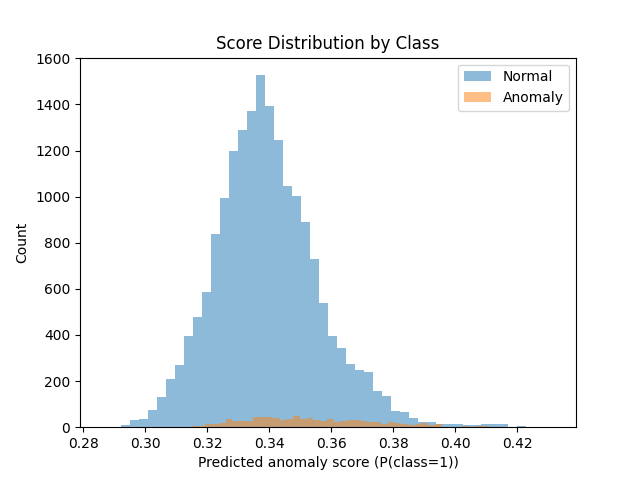 Score Distribution by Class
Normal
Anomaly
Count
1600
1400
1200
1000
800
600
400
200
0
0.28 0.30 0.32 0.34 0.36 0.38 0.40 0.42
Predicted anomaly score (P(class=1))